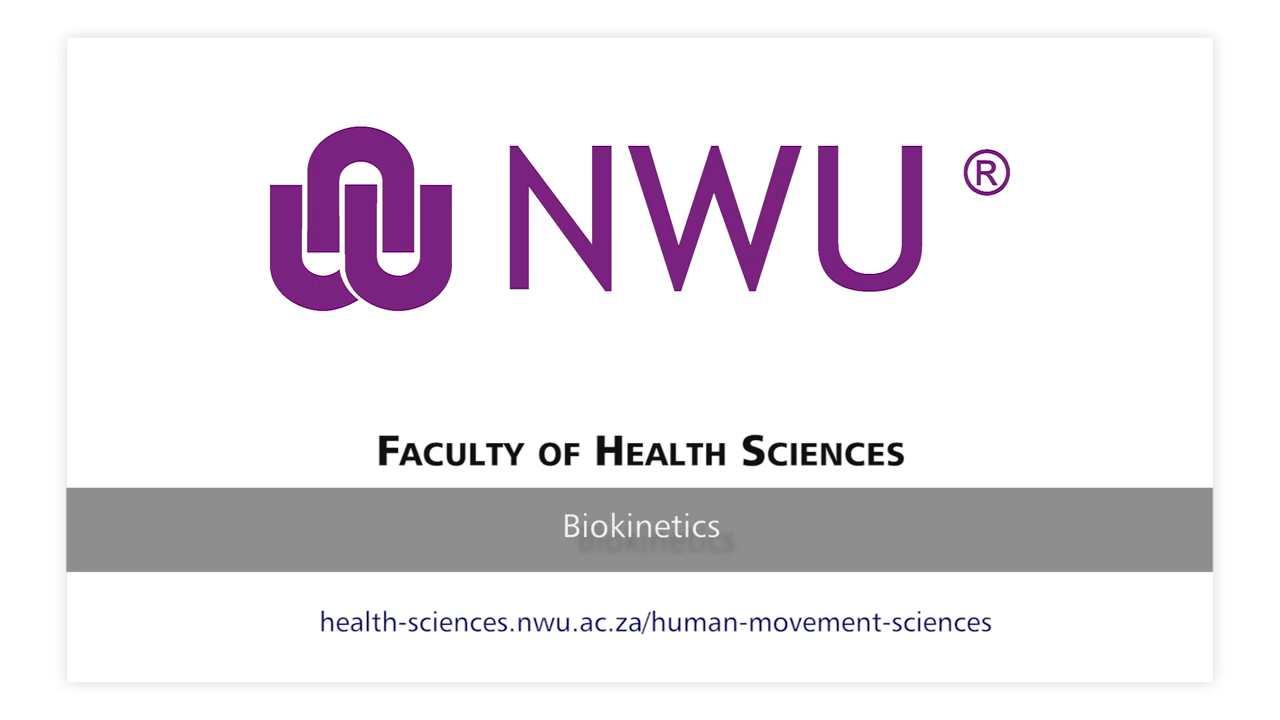 NWU ®
Faculty of Health Sciences
Biokinetics
health-sciences.nwu.ac.za/human-movement-sciences